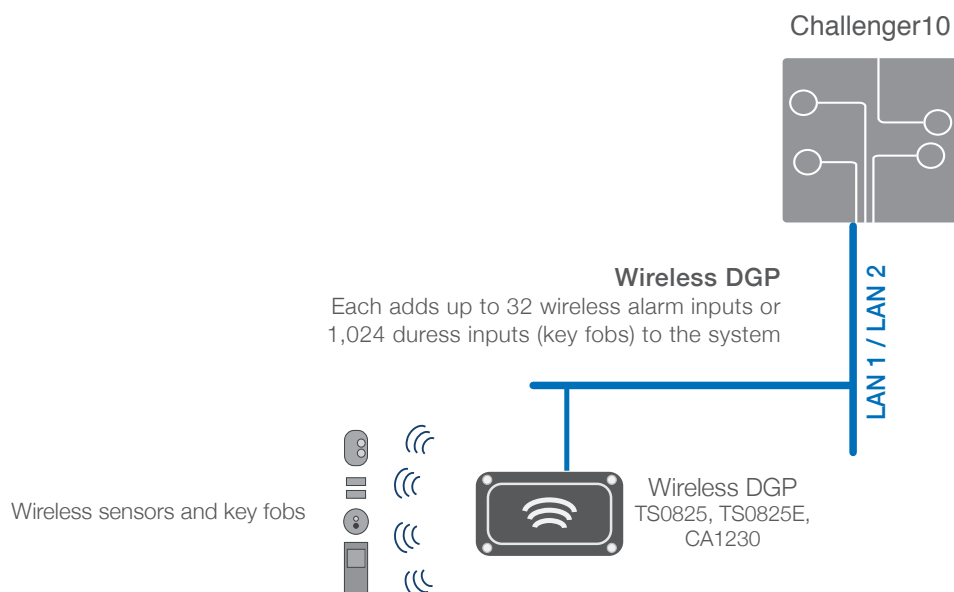 Challenger10
LAN 1 / LAN 2
Wireless DGP
Each adds up to 32 wireless alarm inputs or
1,024 duress inputs (key fobs) to the system
Wireless sensors and key fobs
Wireless DGP
TS0825, TS0825E,
CA1230